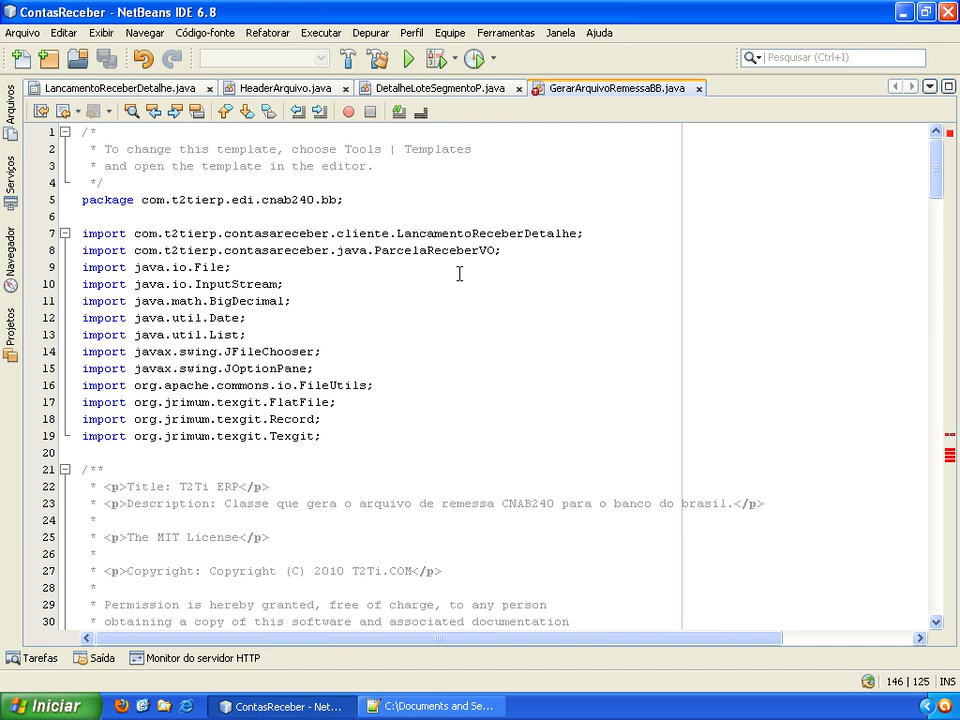 ContasReceber - NetBeans IDE 6.8
Arquivo Editar Exibir Navegar Código-fonte Refatorar Executar Depurar Perfil Equipe Ferramentas Janela Ajuda
Pesquisar (Ctrl+I)
LancamentoReceberDetalhe.java HeaderArquivo.java DetalheLoteSegmentoP.java GerarArquivoRemessaBB.java
Arquivos
Serviços
Navegador
Projetos
1 /*
2 * To change this template, choose Tools | Templates
3 * and open the template in the editor.
4 */
5 package com.t2tierp.edi.cnab240.bb;
6
7 import com.t2tierp.contasareceber.cliente.LancamentoReceberDetalhe;
8 import com.t2tierp.contasareceber.java.ParcelaReceberVO;
9 import java.io.File;
10 import java.io.InputStream;
11 import java.math.BigDecimal;
12 import java.util.Date;
13 import java.util.List;
14 import javax.swing.JFileChooser;
15 import javax.swing.JOptionPane;
16 import org.apache.commons.io.FileUtils;
17 import org.jrimum.texgit.FlatFile;
18 import org.jrimum.texgit.Record;
19 import org.jrimum.texgit.Texgit;
20
21 /**
22 * <p>Title: T2Ti ERP</p>
23 * <p>Description: Classe que gera o arquivo de remessa CNAB240 para o banco do brasil.</p>
24 *
25 * <p>The MIT License</p>
26 *
27 * <p>Copyright: Copyright (C) 2010 T2Ti.COM</p>
28 *
29 * Permission is hereby granted, free of charge, to any person
30 * obtaining a copy of this software and associated documentation
Tarefas Saída Monitor do servidor HTTP
146 | 125 INS
Iniciar ContasReceber - Net... C:\Documents and Se...